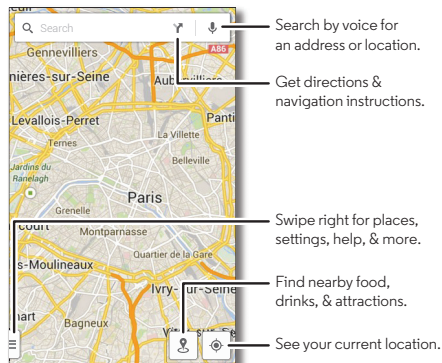 Search
A86
Gennevilliers
nières-sur-Seine
Aubervilliers
Levallois-Perret
Panti
La Villette
Ternes
Belleville
Jardins du
Ranelagh
Paris
Grenelle
court
Montparnasse
s-Moulineaux
Quartier de la Gare
Ivry-sur-Seine
nart
Bagneux
Search by voice for
an address or location.
Get directions &
navigation instructions.
Swipe right for places,
settings, help, & more.
Find nearby food,
drinks, & attractions.
See your current location.